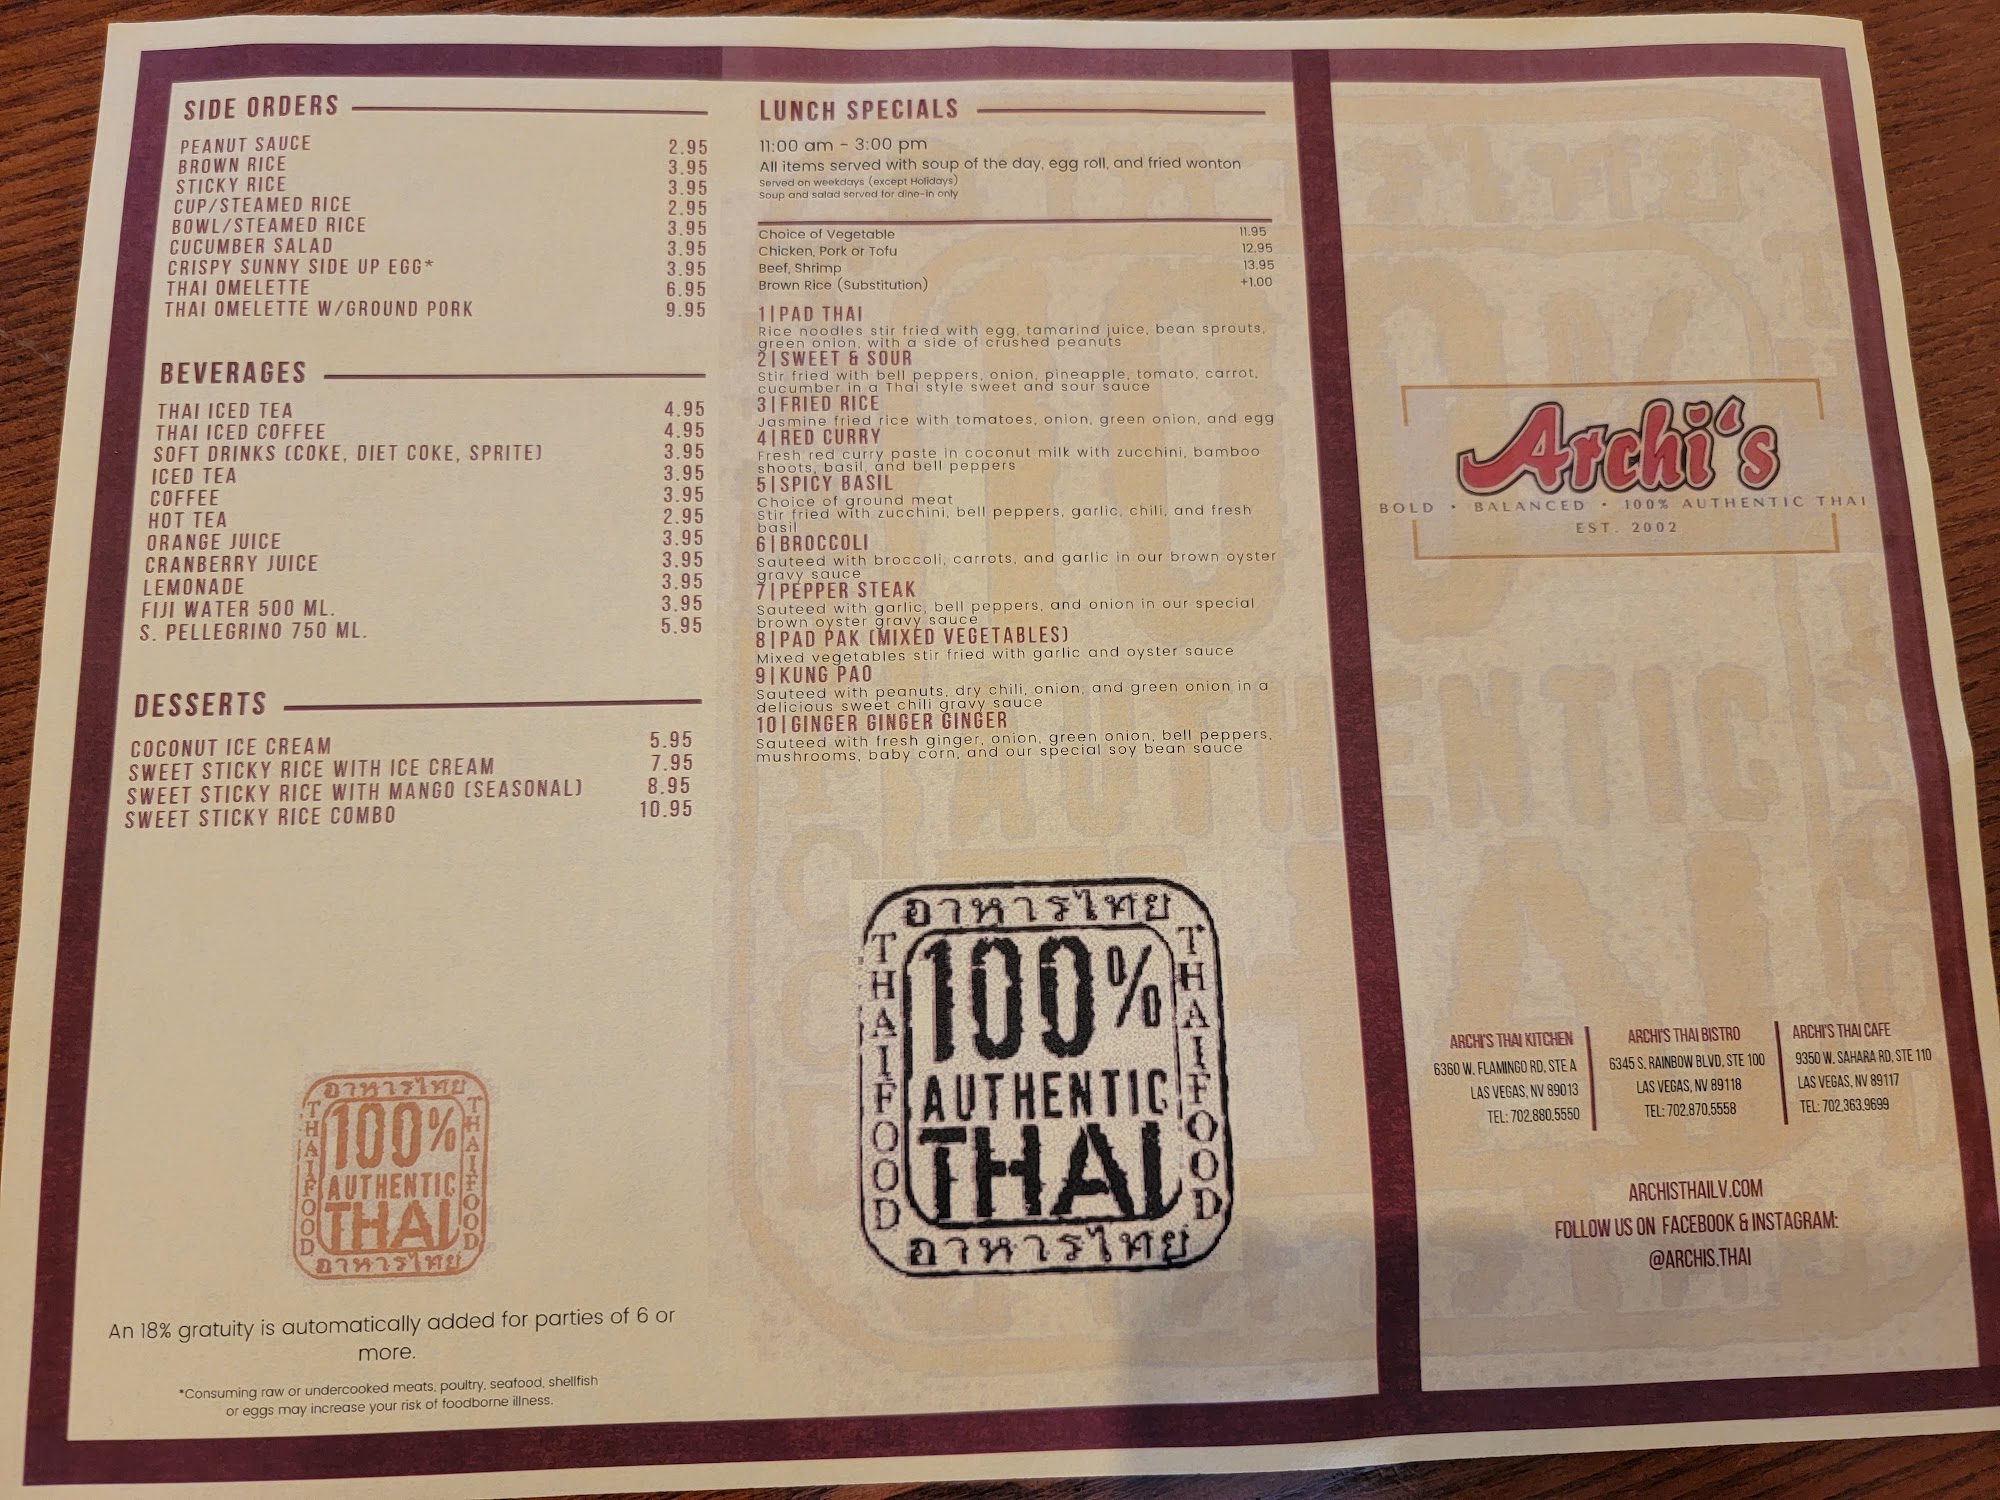 SIDE ORDERS
PEANUT SAUCE 2.95
BROWN RICE 3.95
STICKY RICE 3.95
CUP/STEAMED RICE 2.95
BOWL/STEAMED RICE 3.95
CUCUMBER SALAD 3.95
CRISPY SUNNY SIDE UP EGG* 3.95
THAI OMELETTE 6.95
THAI OMELETTE W/GROUND PORK 9.95
BEVERAGES
THAI ICED TEA 4.95
THAI ICED COFFEE 4.95
SOFT DRINKS (COKE, DIET COKE, SPRITE) 3.95
ICED TEA 3.95
COFFEE 3.95
HOT TEA 2.95
ORANGE JUICE 3.95
CRANBERRY JUICE 3.95
LEMONADE 3.95
FIJI WATER 500 ML. 3.95
S. PELLEGRINO 750 ML. 5.95
DESSERTS
COCONUT ICE CREAM 5.95
SWEET STICKY RICE WITH ICE CREAM 7.95
SWEET STICKY RICE WITH MANGO (SEASONAL) 8.95
SWEET STICKY RICE COMBO 10.95
อาหารไทย
THAI FOOD
100%
AUTHENTIC
THAI
THAI FOOD
อาหารไทย
An 18% gratuity is automatically added for parties of 6 or
more.
*Consuming raw or undercooked meats, poultry, seafood, shellfish
or eggs may increase your risk of foodborne illness.
LUNCH SPECIALS
11:00 am - 3:00 pm
All items served with soup of the day, egg roll, and fried wonton
Served on weekdays (except Holidays)
Soup and salad served for dine-in only
Choice of Vegetable 11.95
Chicken, Pork or Tofu 12.95
Beef, Shrimp 13.95
Brown Rice (Substitution) +1.00
1|PAD THAI
Rice noodles stir fried with egg, tamarind juice, bean sprouts,
green onion, with a side of crushed peanuts
2|SWEET & SOUR
Stir fried with bell peppers, onion, pineapple, tomato, carrot,
cucumber in a Thai style sweet and sour sauce
3|FRIED RICE
Jasmine fried rice with tomatoes, onion, green onion, and egg
4|RED CURRY
Fresh red curry paste in coconut milk with zucchini, bamboo
shoots, basil, and bell peppers
5|SPICY BASIL
Choice of ground meat
Stir fried with zucchini, bell peppers, garlic, chili, and fresh
basil
6|BROCCOLI
Sauteed with broccoli, carrots, and garlic in our brown oyster
gravy sauce
7|PEPPER STEAK
Sauteed with garlic, bell peppers, and onion in our special
brown oyster gravy sauce
8|PAD PAK (MIXED VEGETABLES)
Mixed vegetables stir fried with garlic and oyster sauce
9|KUNG PAO
Sauteed with peanuts, dry chili, onion, and green onion in a
delicious sweet chili gravy sauce
10|GINGER GINGER GINGER
Sauteed with fresh ginger, onion, green onion, bell peppers,
mushrooms, baby corn, and our special soy bean sauce
อาหารไทย
THAI FOOD
100%
AUTHENTIC
THAI
THAI FOOD
อาหารไทย
Archi's
BOLD • BALANCED • 100% AUTHENTIC THAI
EST. 2002
ARCHI'S THAI KITCHEN
6360 W. FLAMINGO RD, STE A
LAS VEGAS, NV 89013
TEL: 702.880.5550
ARCHI'S THAI BISTRO
6345 S. RAINBOW BLVD, STE 100
LAS VEGAS, NV 89118
TEL: 702.870.5558
ARCHI'S THAI CAFE
9350 W. SAHARA RD, STE 110
LAS VEGAS, NV 89117
TEL: 702.363.9699
ARCHISTHAILV.COM
FOLLOW US ON FACEBOOK & INSTAGRAM:
@ARCHIS.THAI